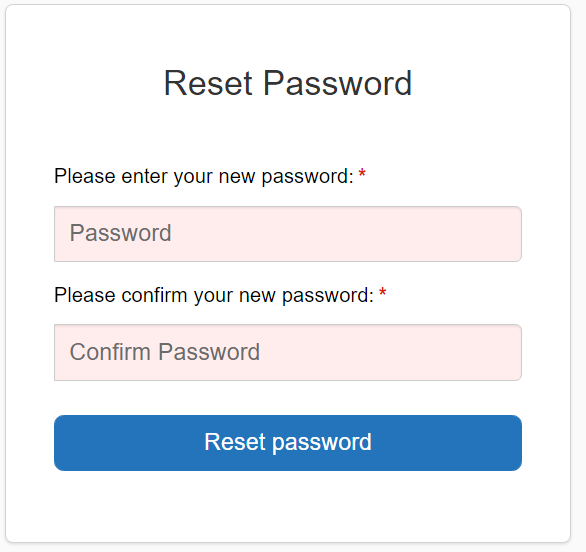 Reset Password
Please enter your new password: *
Password
Please confirm your new password: *
Confirm Password
Reset password